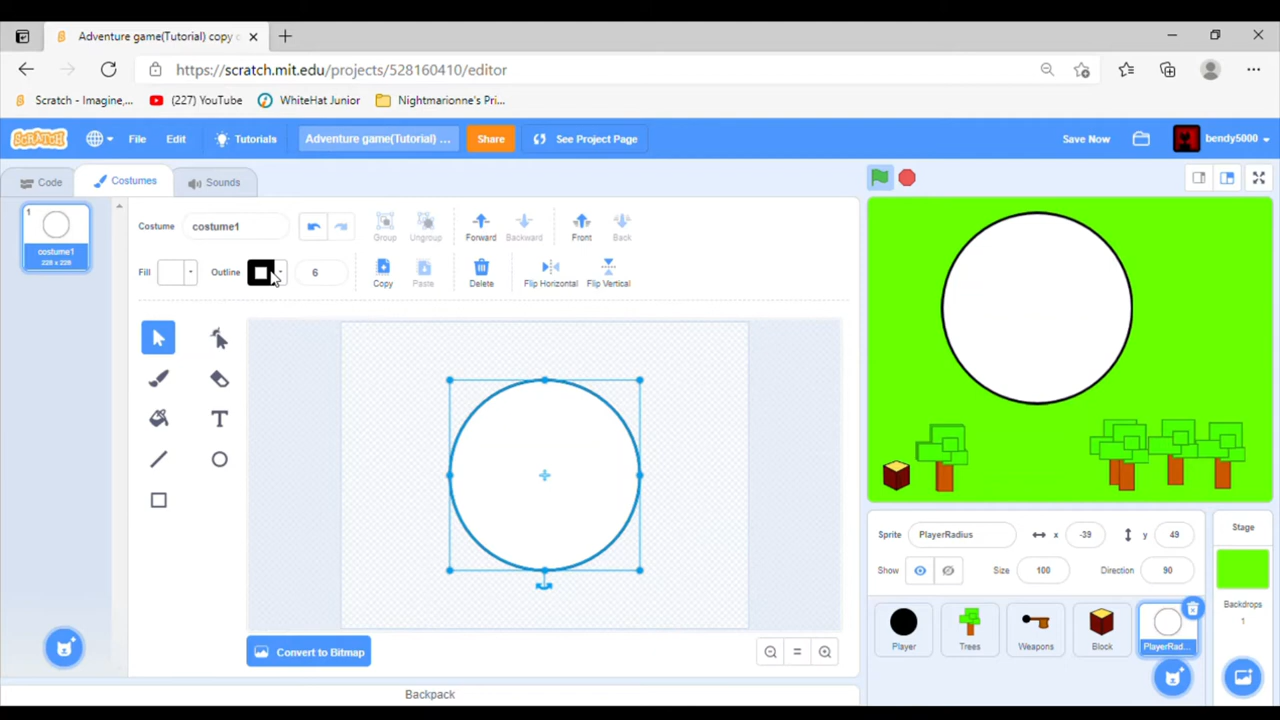 Adventure game(Tutorial) copy
https://scratch.mit.edu/projects/528160410/editor
Scratch - Imagine,... (227) YouTube WhiteHat Junior Nightmarionne's Pri...
SCRATCH File Edit Tutorials Adventure game(Tutorial) ... Share See Project Page Save Now bendy5000
Code Costumes Sounds
1
costume1
228 x 228
Costume costume1 Group Ungroup Forward Backward Front Back
Fill Outline 6 Copy Paste Delete Flip Horizontal Flip Vertical
T
Convert to Bitmap
Backpack
Sprite PlayerRadius x -39 y 49
Show Size 100 Direction 90
Player Trees Weapons Block PlayerRad...
Stage
Backdrops
1